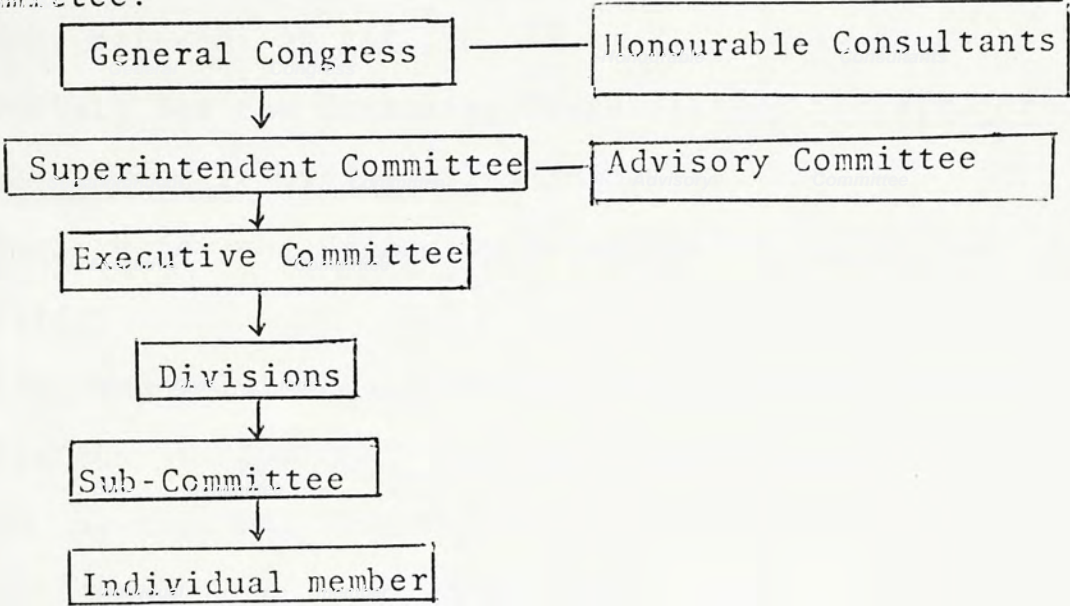 General Congress
Honourable Consultants
Superintendent Committee
Advisory Committee
Executive Committee
Divisions
Sub-Committee
Individual member